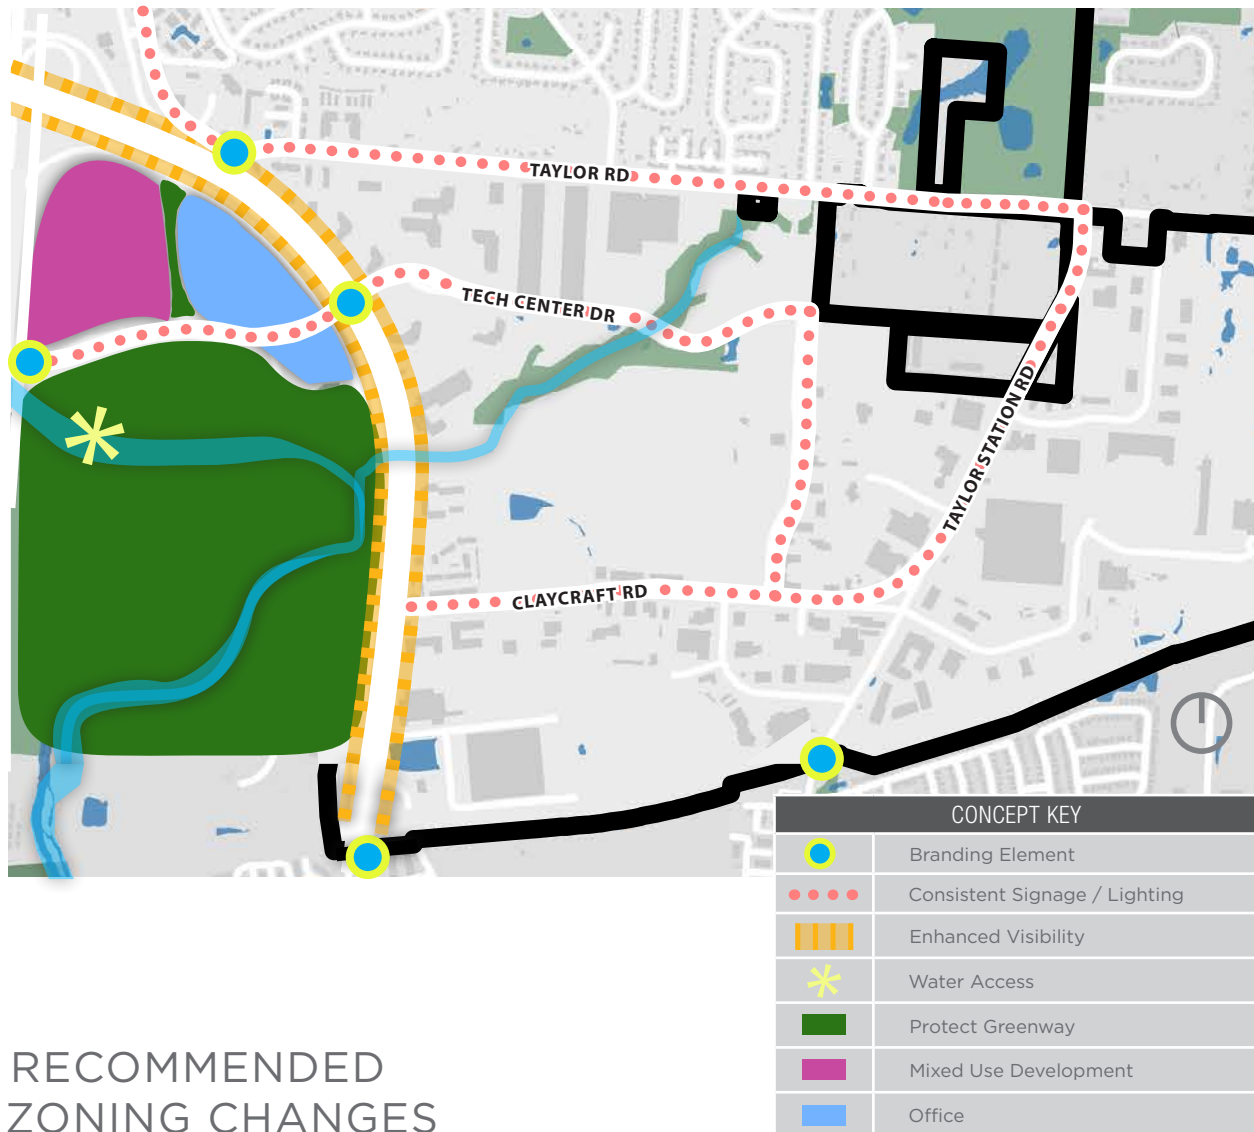 TAYLOR RD
TECH CENTER DR
TAYLOR STATION RD
CLAYCRAFT RD
CONCEPT KEY
Branding Element
Consistent Signage / Lighting
Enhanced Visibility
Water Access
Protect Greenway
Mixed Use Development
Office
RECOMMENDED
ZONING CHANGES